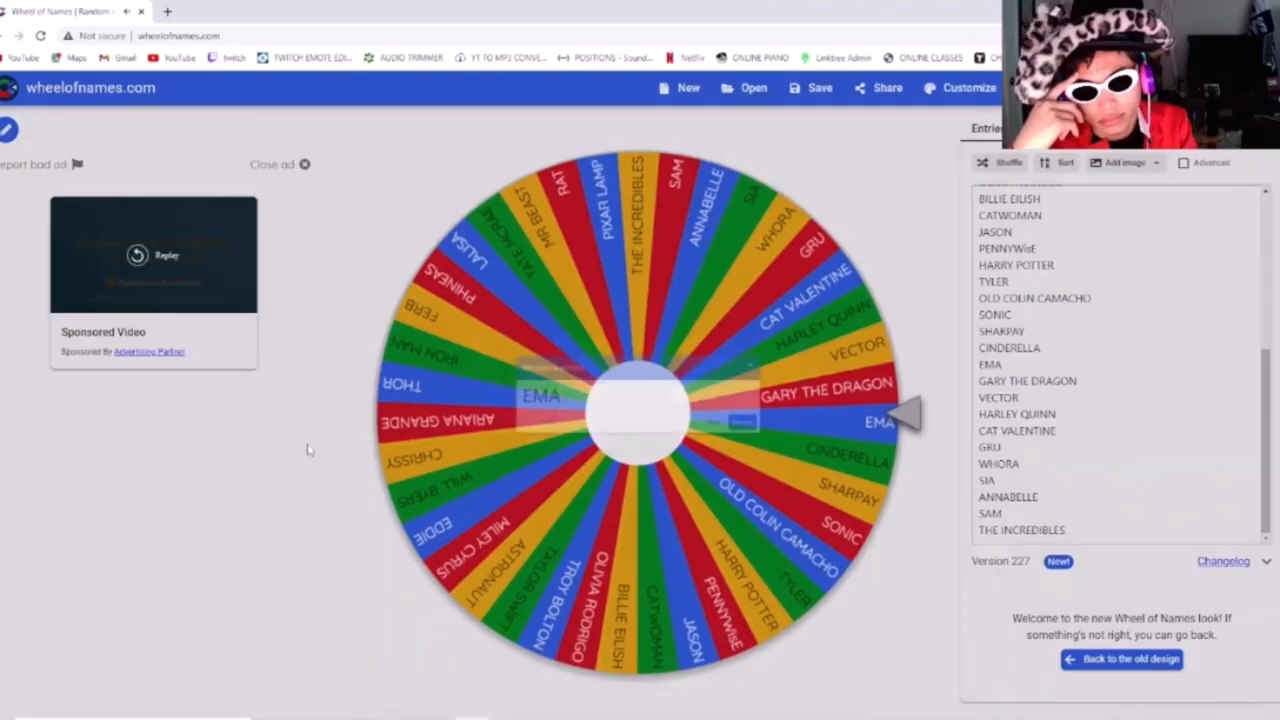 Wheel of Names | Random
Not secure | wheelofnames.com
YouTube Maps Gmail YouTube twitch TWITCH EMOTE EDI... AUDIO TRIMMER YT TO MP3 CONVE... POSITIONS - Soun... Netflix ONLINE PIANO Linktree Admin ONLINE CLASSES
wheelofnames.com New Open Save Share Customize
Report bad ad Close ad
Replay
Sponsored Video
Sponsored By Advertising Partner
THE INCREDIBLES
SAM
ANNABELLE
SIA
WHORA
GRU
CAT VALENTINE
HARLEY QUINN
VECTOR
GARY THE DRAGON
EMA
CINDERELLA
SHARPAY
SONIC
OLD COLIN CAMACHO
TYLER
HARRY POTTER
PENNYWisE
JASON
CATWOMAN
BILLIE EILISH
OLIVIA RODRIGO
TROY BOLTON
TAYLOR SWIFT
ASTRONAUT
MILEY CYRUS
EDDIE
WILL BYERS
CHRISSY
ARIANA GRANDE
THOR
IRON MAN
FERB
PHINEAS
LALISA
TATE MCRAE
MR BEAST
RAT
PIXAR LAMP
EMA
Entries
Shuffle Sort Add image Advanced
BILLIE EILISH
CATWOMAN
JASON
PENNYWisE
HARRY POTTER
TYLER
OLD COLIN CAMACHO
SONIC
SHARPAY
CINDERELLA
EMA
GARY THE DRAGON
VECTOR
HARLEY QUINN
CAT VALENTINE
GRU
WHORA
SIA
ANNABELLE
SAM
THE INCREDIBLES
Version 227 New! Changelog
Welcome to the new Wheel of Names look! If
something's not right, you can go back.
Back to the old design